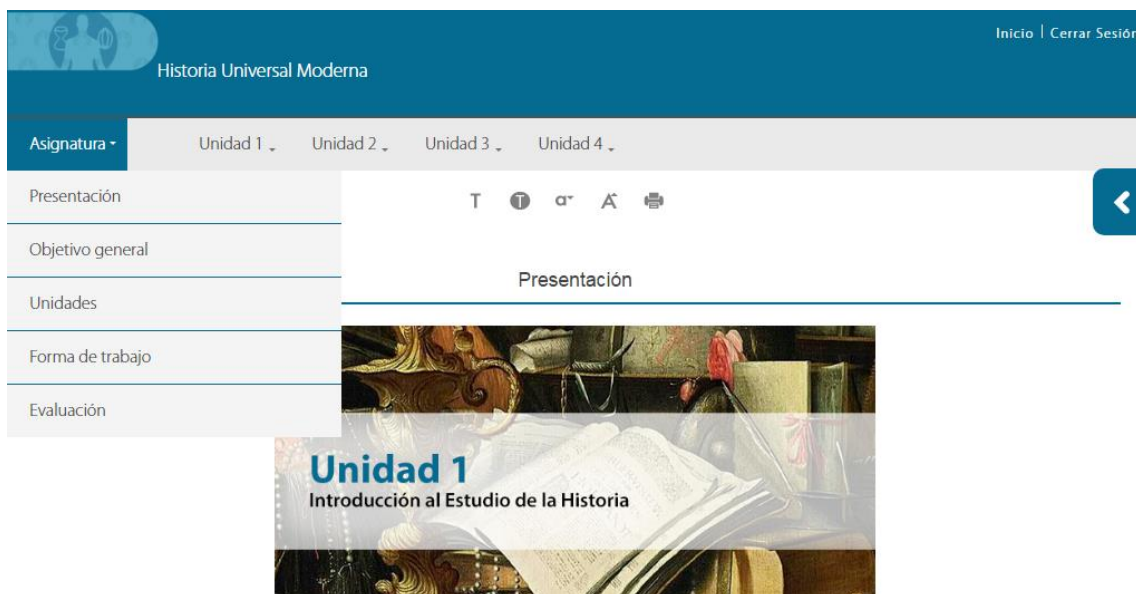 Inicio | Cerrar Sesión
Historia Universal Moderna
Asignatura
Unidad 1
Unidad 2
Unidad 3
Unidad 4
Presentación
Objetivo general
Unidades
Forma de trabajo
Evaluación
T T a A
Presentación
Unidad 1
Introducción al Estudio de la Historia